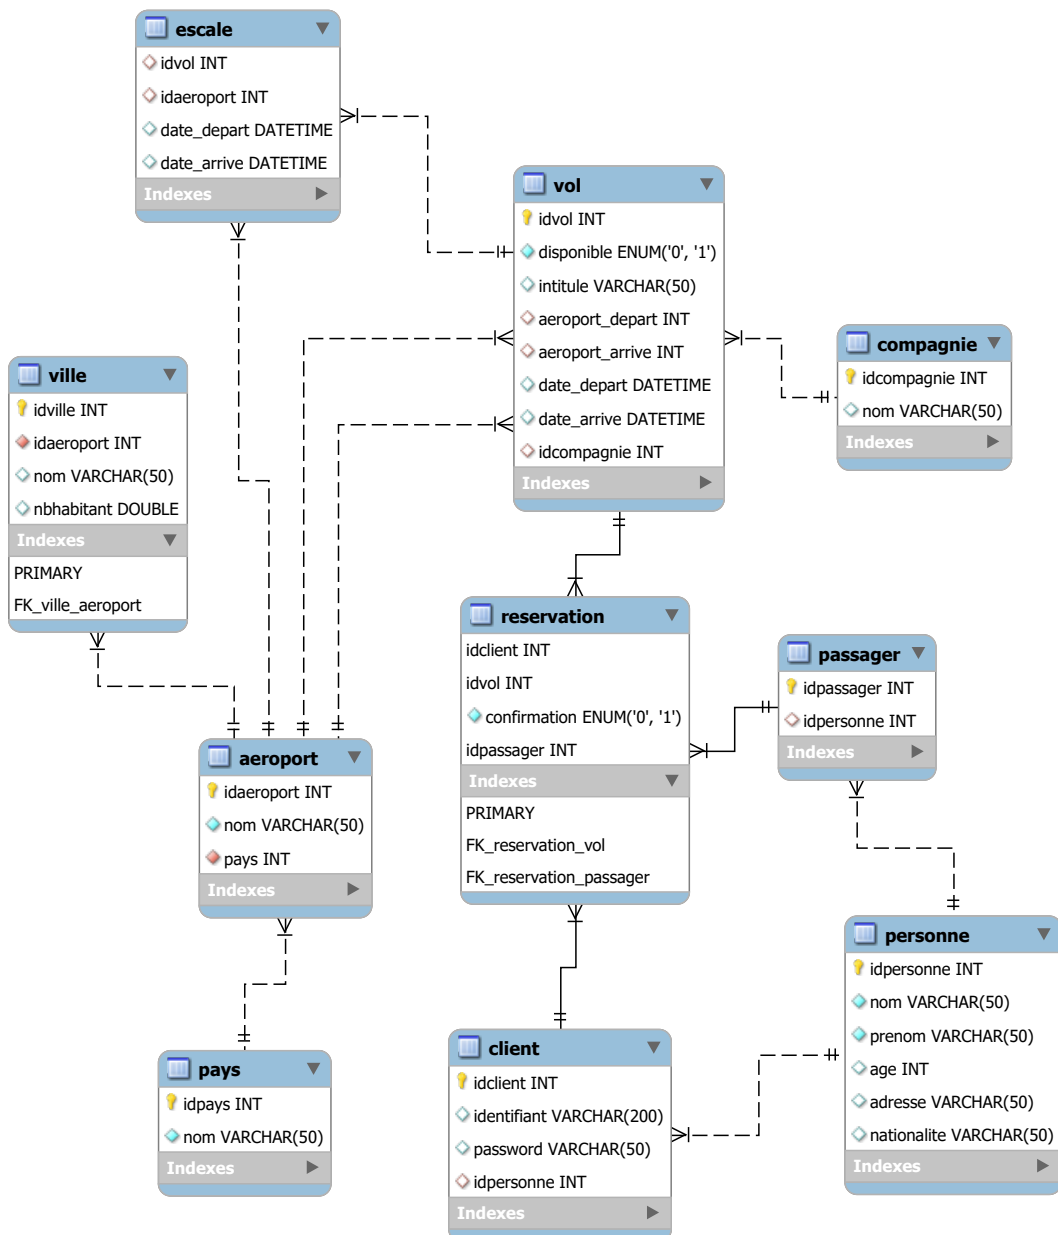 escale
idvol INT
idaeroport INT
date_depart DATETIME
date_arrive DATETIME
Indexes
vol
idvol INT
disponible ENUM('0', '1')
intitule VARCHAR(50)
aeroport_depart INT
aeroport_arrive INT
date_depart DATETIME
date_arrive DATETIME
idcompagnie INT
Indexes
compagnie
idcompagnie INT
nom VARCHAR(50)
Indexes
ville
idville INT
idaeroport INT
nom VARCHAR(50)
nbhabitant DOUBLE
Indexes
PRIMARY
FK_ville_aeroport
reservation
idclient INT
idvol INT
confirmation ENUM('0', '1')
idpassager INT
Indexes
PRIMARY
FK_reservation_vol
FK_reservation_passager
passager
idpassager INT
idpersonne INT
Indexes
aeroport
idaeroport INT
nom VARCHAR(50)
pays INT
Indexes
personne
idpersonne INT
nom VARCHAR(50)
prenom VARCHAR(50)
age INT
adresse VARCHAR(50)
nationalite VARCHAR(50)
Indexes
client
idclient INT
identifiant VARCHAR(200)
password VARCHAR(50)
idpersonne INT
Indexes
pays
idpays INT
nom VARCHAR(50)
Indexes